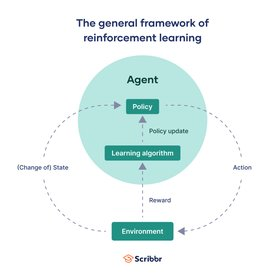 The general framework of
reinforcement learning
Agent
Policy
Policy update
Learning algorithm
(Change of) State
Action
Reward
Environment
Scribbr